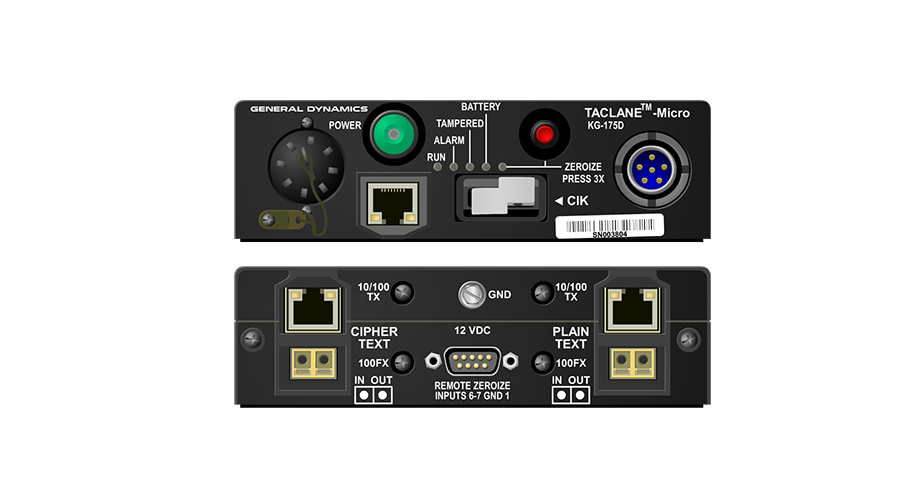 GENERAL DYNAMICS
BATTERY
TACLANE™-Micro
KG-175D
POWER
TAMPERED
ALARM
RUN
ZEROIZE
PRESS 3X
◄ CIK
SN003804
10/100
TX
GND
10/100
TX
CIPHER
TEXT
12 VDC
PLAIN
TEXT
100FX
100FX
IN OUT
REMOTE ZEROIZE
INPUTS 6-7 GND 1
IN OUT